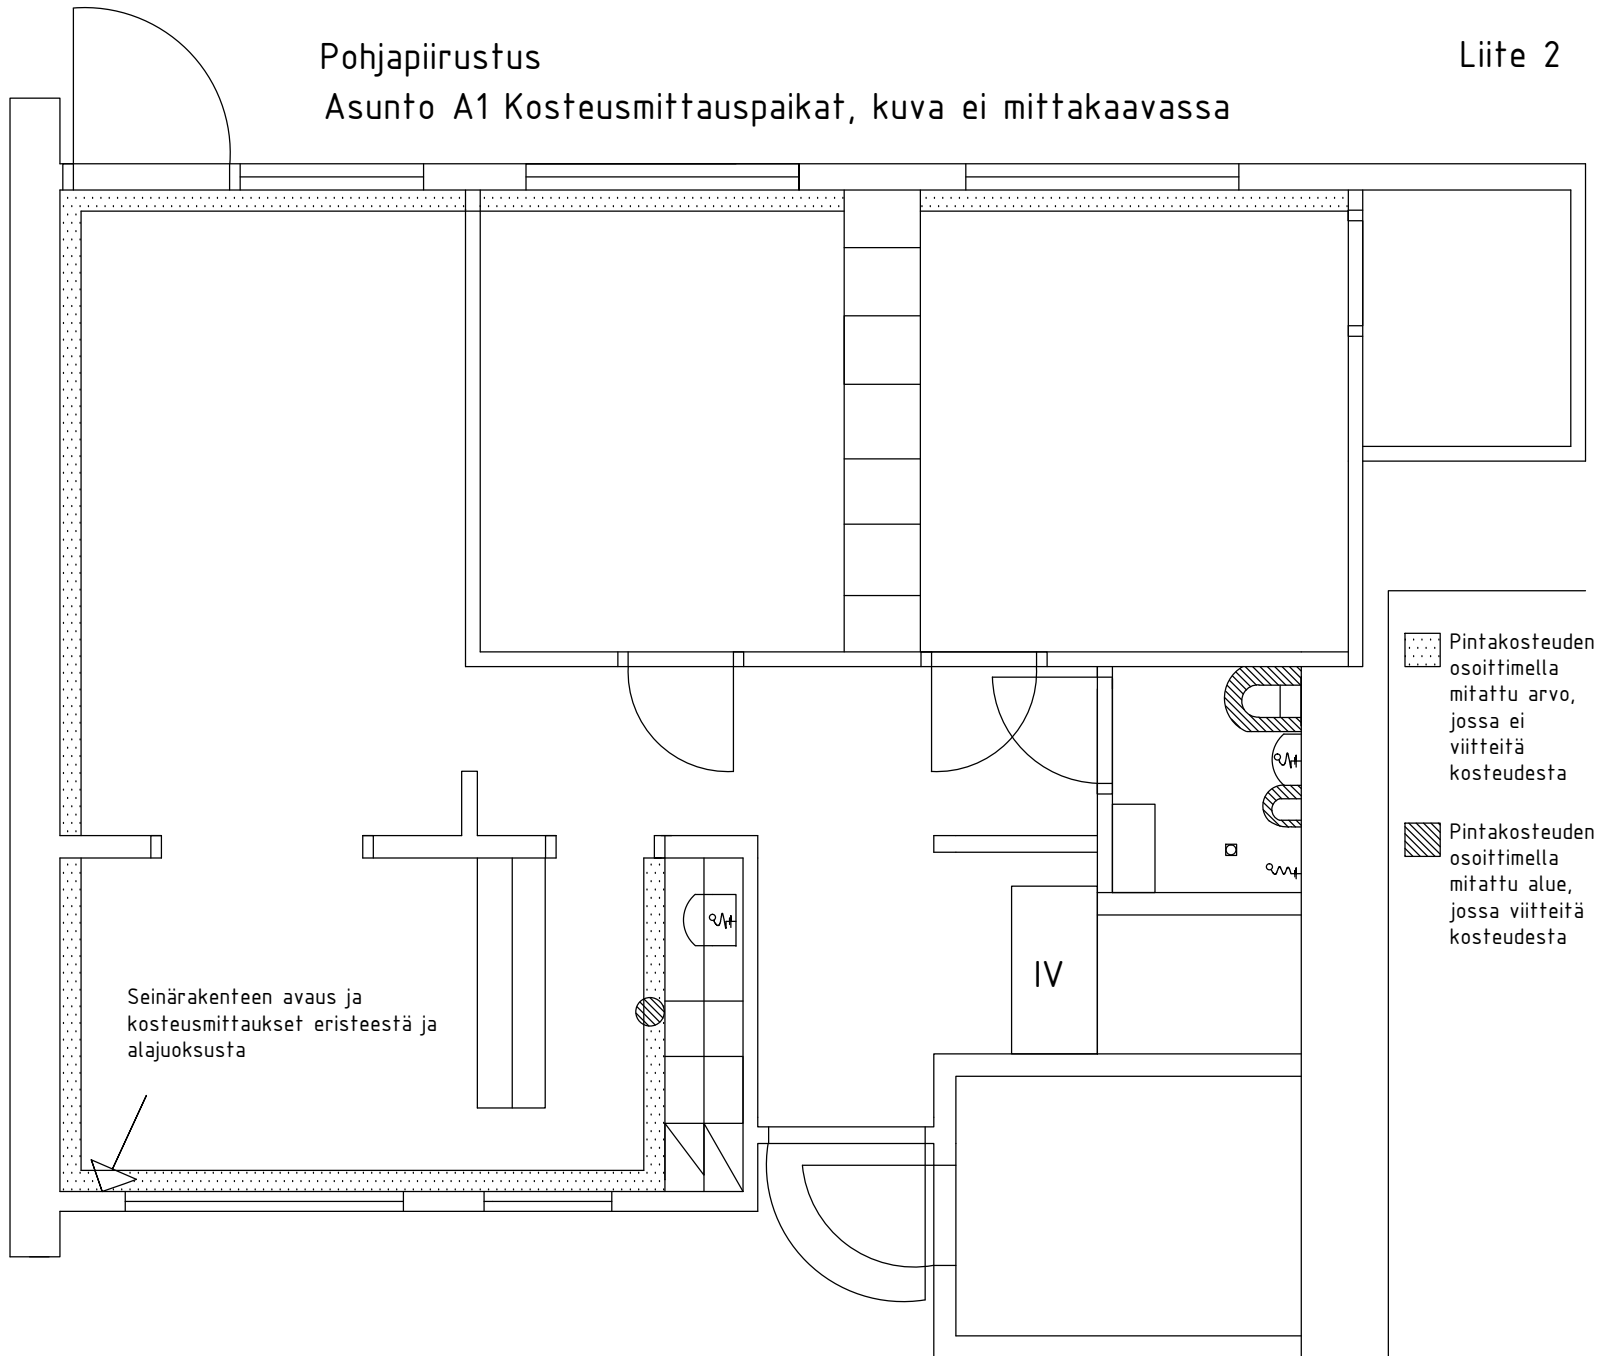 Pohjapiirustus
Liite 2
Asunto A1 Kosteusmittauspaikat, kuva ei mittakaavassa
Pintakosteuden
osoittimella
mitattu arvo,
jossa ei
viitteitä
kosteudesta
Pintakosteuden
osoittimella
mitattu alue,
jossa viitteitä
kosteudesta
IV
Seinärakenteen avaus ja
kosteusmittaukset eristeestä ja
alajuoksusta